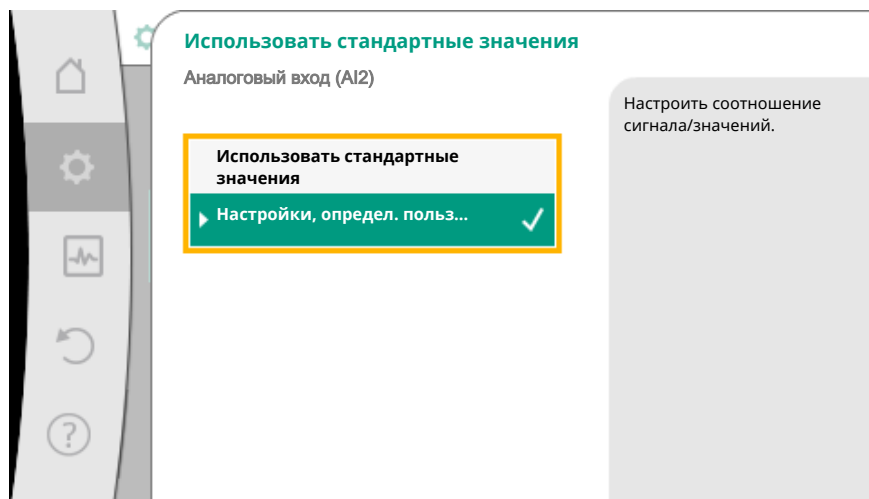 Использовать стандартные значения
Аналоговый вход (AI2)
Настроить соотношение
сигнала/значений.
Использовать стандартные
значения
Настройки, определ. польз...
?